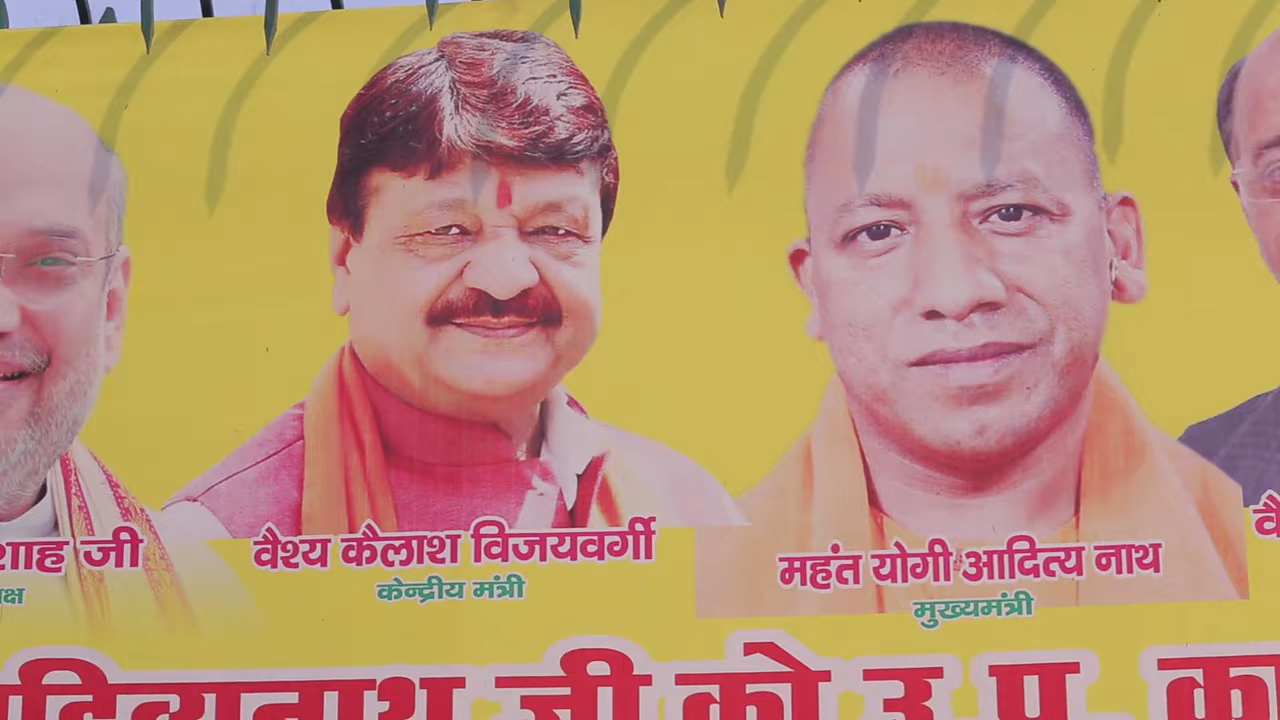 शाह जी
वैश्य कैलाश विजयवर्गी
महंत योगी आदित्य नाथ
केन्द्रीय मंत्री
मुख्यमंत्री
जी को उ.प.